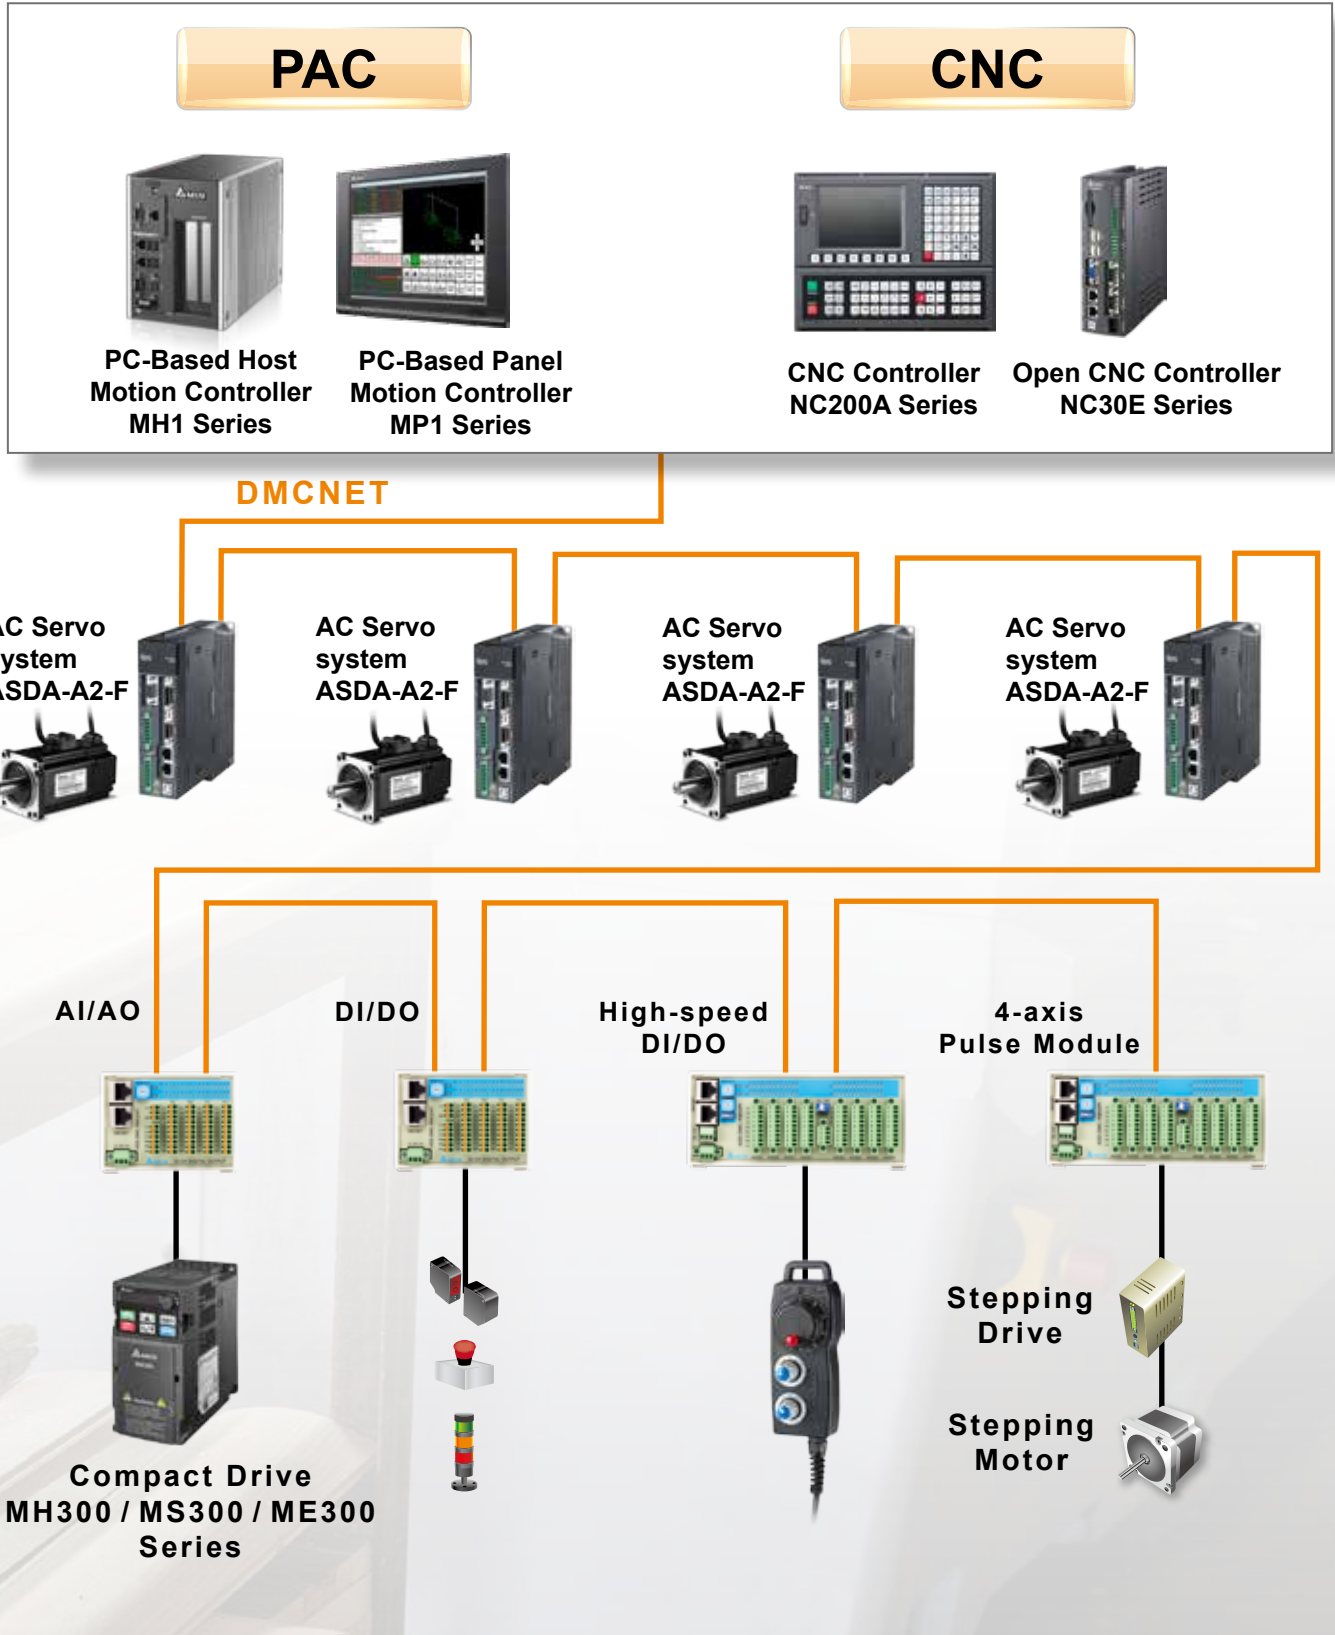 PAC
CNC
PC-Based Host
Motion Controller
MH1 Series
PC-Based Panel
Motion Controller
MP1 Series
CNC Controller
NC200A Series
Open CNC Controller
NC30E Series
DMCNET
AC Servo
system
ASDA-A2-F
AC Servo
system
ASDA-A2-F
AC Servo
system
ASDA-A2-F
AC Servo
system
ASDA-A2-F
AI/AO
DI/DO
High-speed
DI/DO
4-axis
Pulse Module
Stepping
Drive
Stepping
Motor
Compact Drive
MH300 / MS300 / ME300
Series